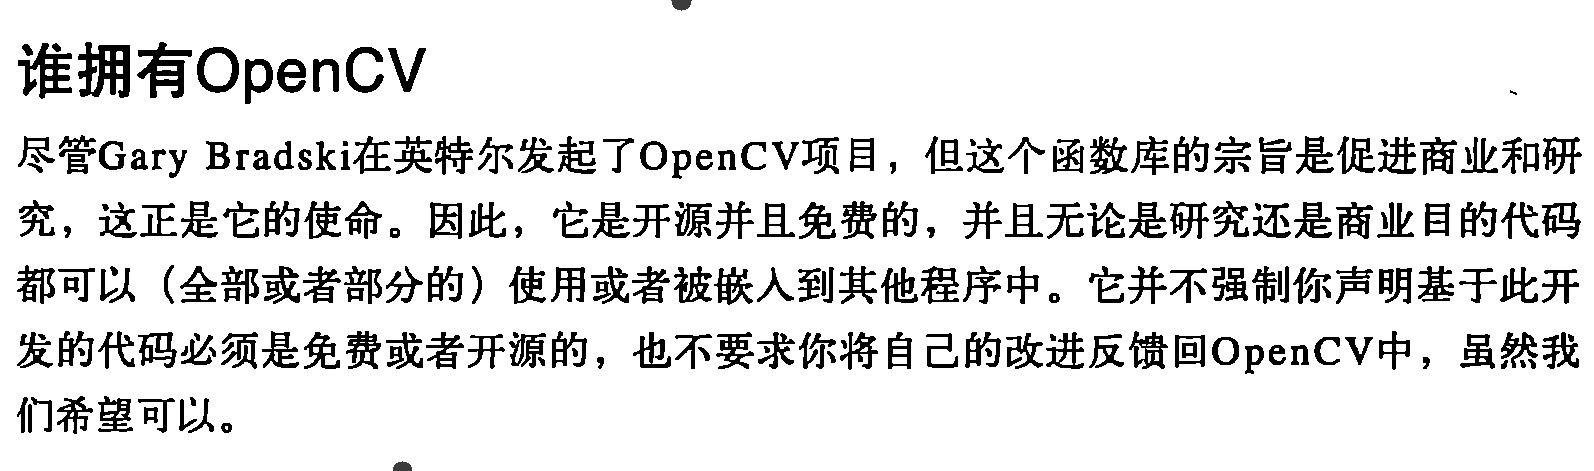 谁拥有OpenCV
尽管Gary Bradski在英特尔发起了OpenCV项目，但这个函数库的宗旨是促进商业和研
究，这正是它的使命。因此，它是开源并且免费的，并且无论是研究还是商业目的代码
都可以（全部或者部分的）使用或者被嵌入到其他程序中。它并不强制你声明基于此开
发的代码必须是免费或者开源的，也不要求你将自己的改进反馈回OpenCV中，虽然我
们希望可以。